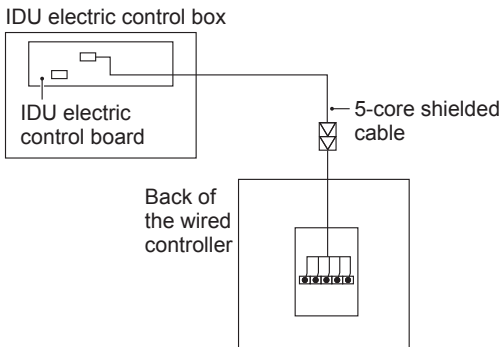 IDU electric control box
IDU electric
control board
5-core shielded
cable
Back of
the wired
controller